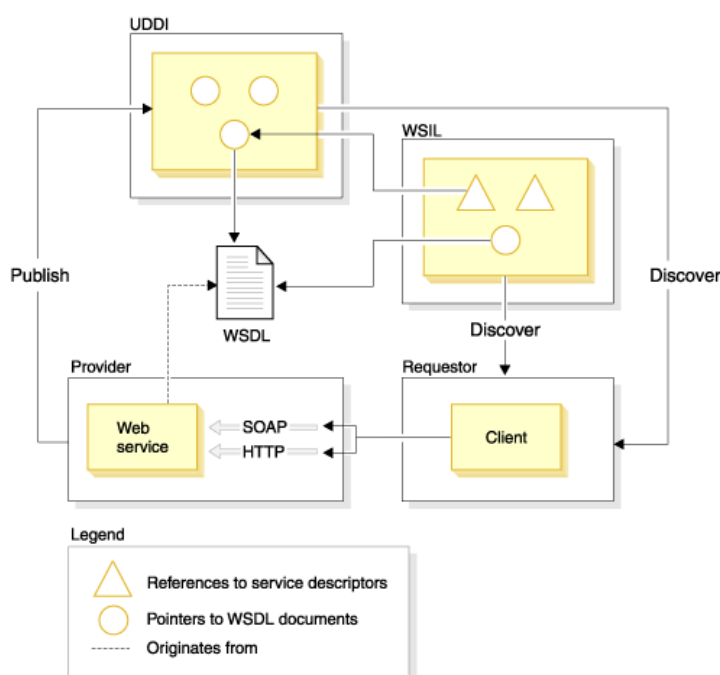 UDDI
WSIL
Publish
Discover
WSDL
Discover
Provider
Requestor
Web
service
SOAP
HTTP
Client
Legend
References to service descriptors
Pointers to WSDL documents
Originates from